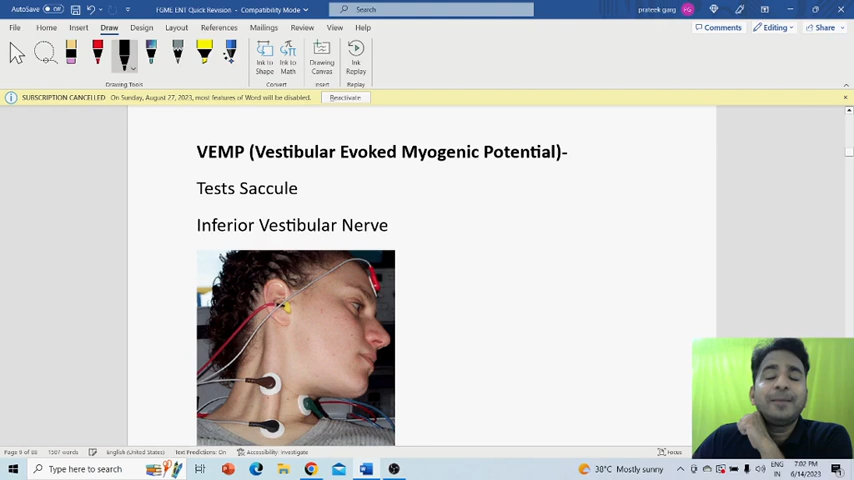 AutoSave
FGME ENT Quick Revision - Compatibility Mode
Search
prateek garg
FG
File Home Insert Draw Design Layout References Mailings Review View Help
Comments Editing Share
Ink to Shape
Ink to Math
Drawing Canvas
Ink Replay
Drawing Tools Convert Insert Replay
SUBSCRIPTION CANCELLED On Sunday, August 27, 2023, most features of Word will be disabled. Reactivate
VEMP (Vestibular Evoked Myogenic Potential)-
Tests Saccule
Inferior Vestibular Nerve
1587 words English (United States) Text Predictions: On Accessibility: Investigate Focus
Type here to search
38°C Mostly sunny
ENG
IN
7:02 PM
6/14/2023